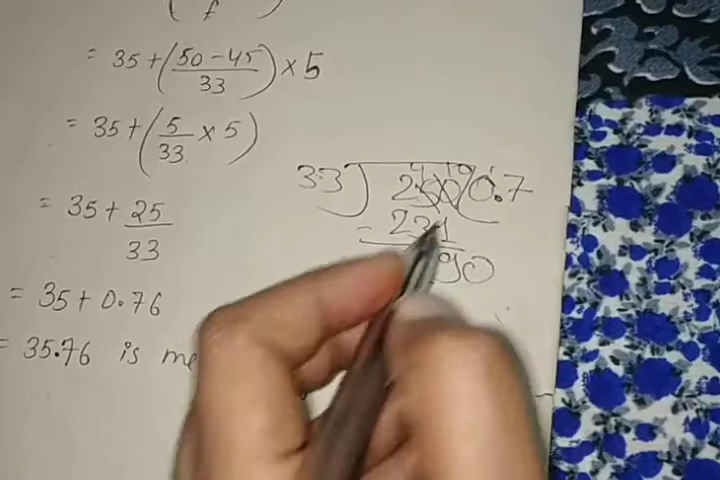 = 35 + (50 - 45 / 33) × 5
= 35 + (5 / 33 × 5)
= 35 + 25 / 33
= 35 + 0.76
= 35.76 is
33 ) 250 ( 0.7
- 231
190